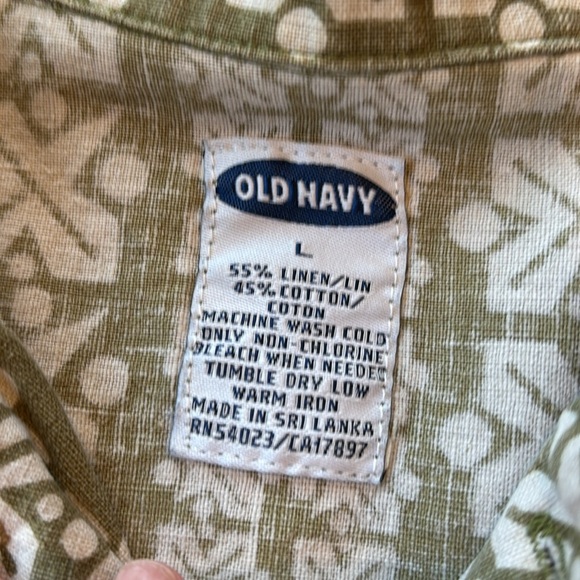 OLD NAVY
L
55% LINEN/LIN
45% COTTON/
COTON
MACHINE WASH COLD
ONLY NON-CHLORINE
BLEACH WHEN NEEDED
TUMBLE DRY LOW
WARM IRON
MADE IN SRI LANKA
RN54023/CA17897